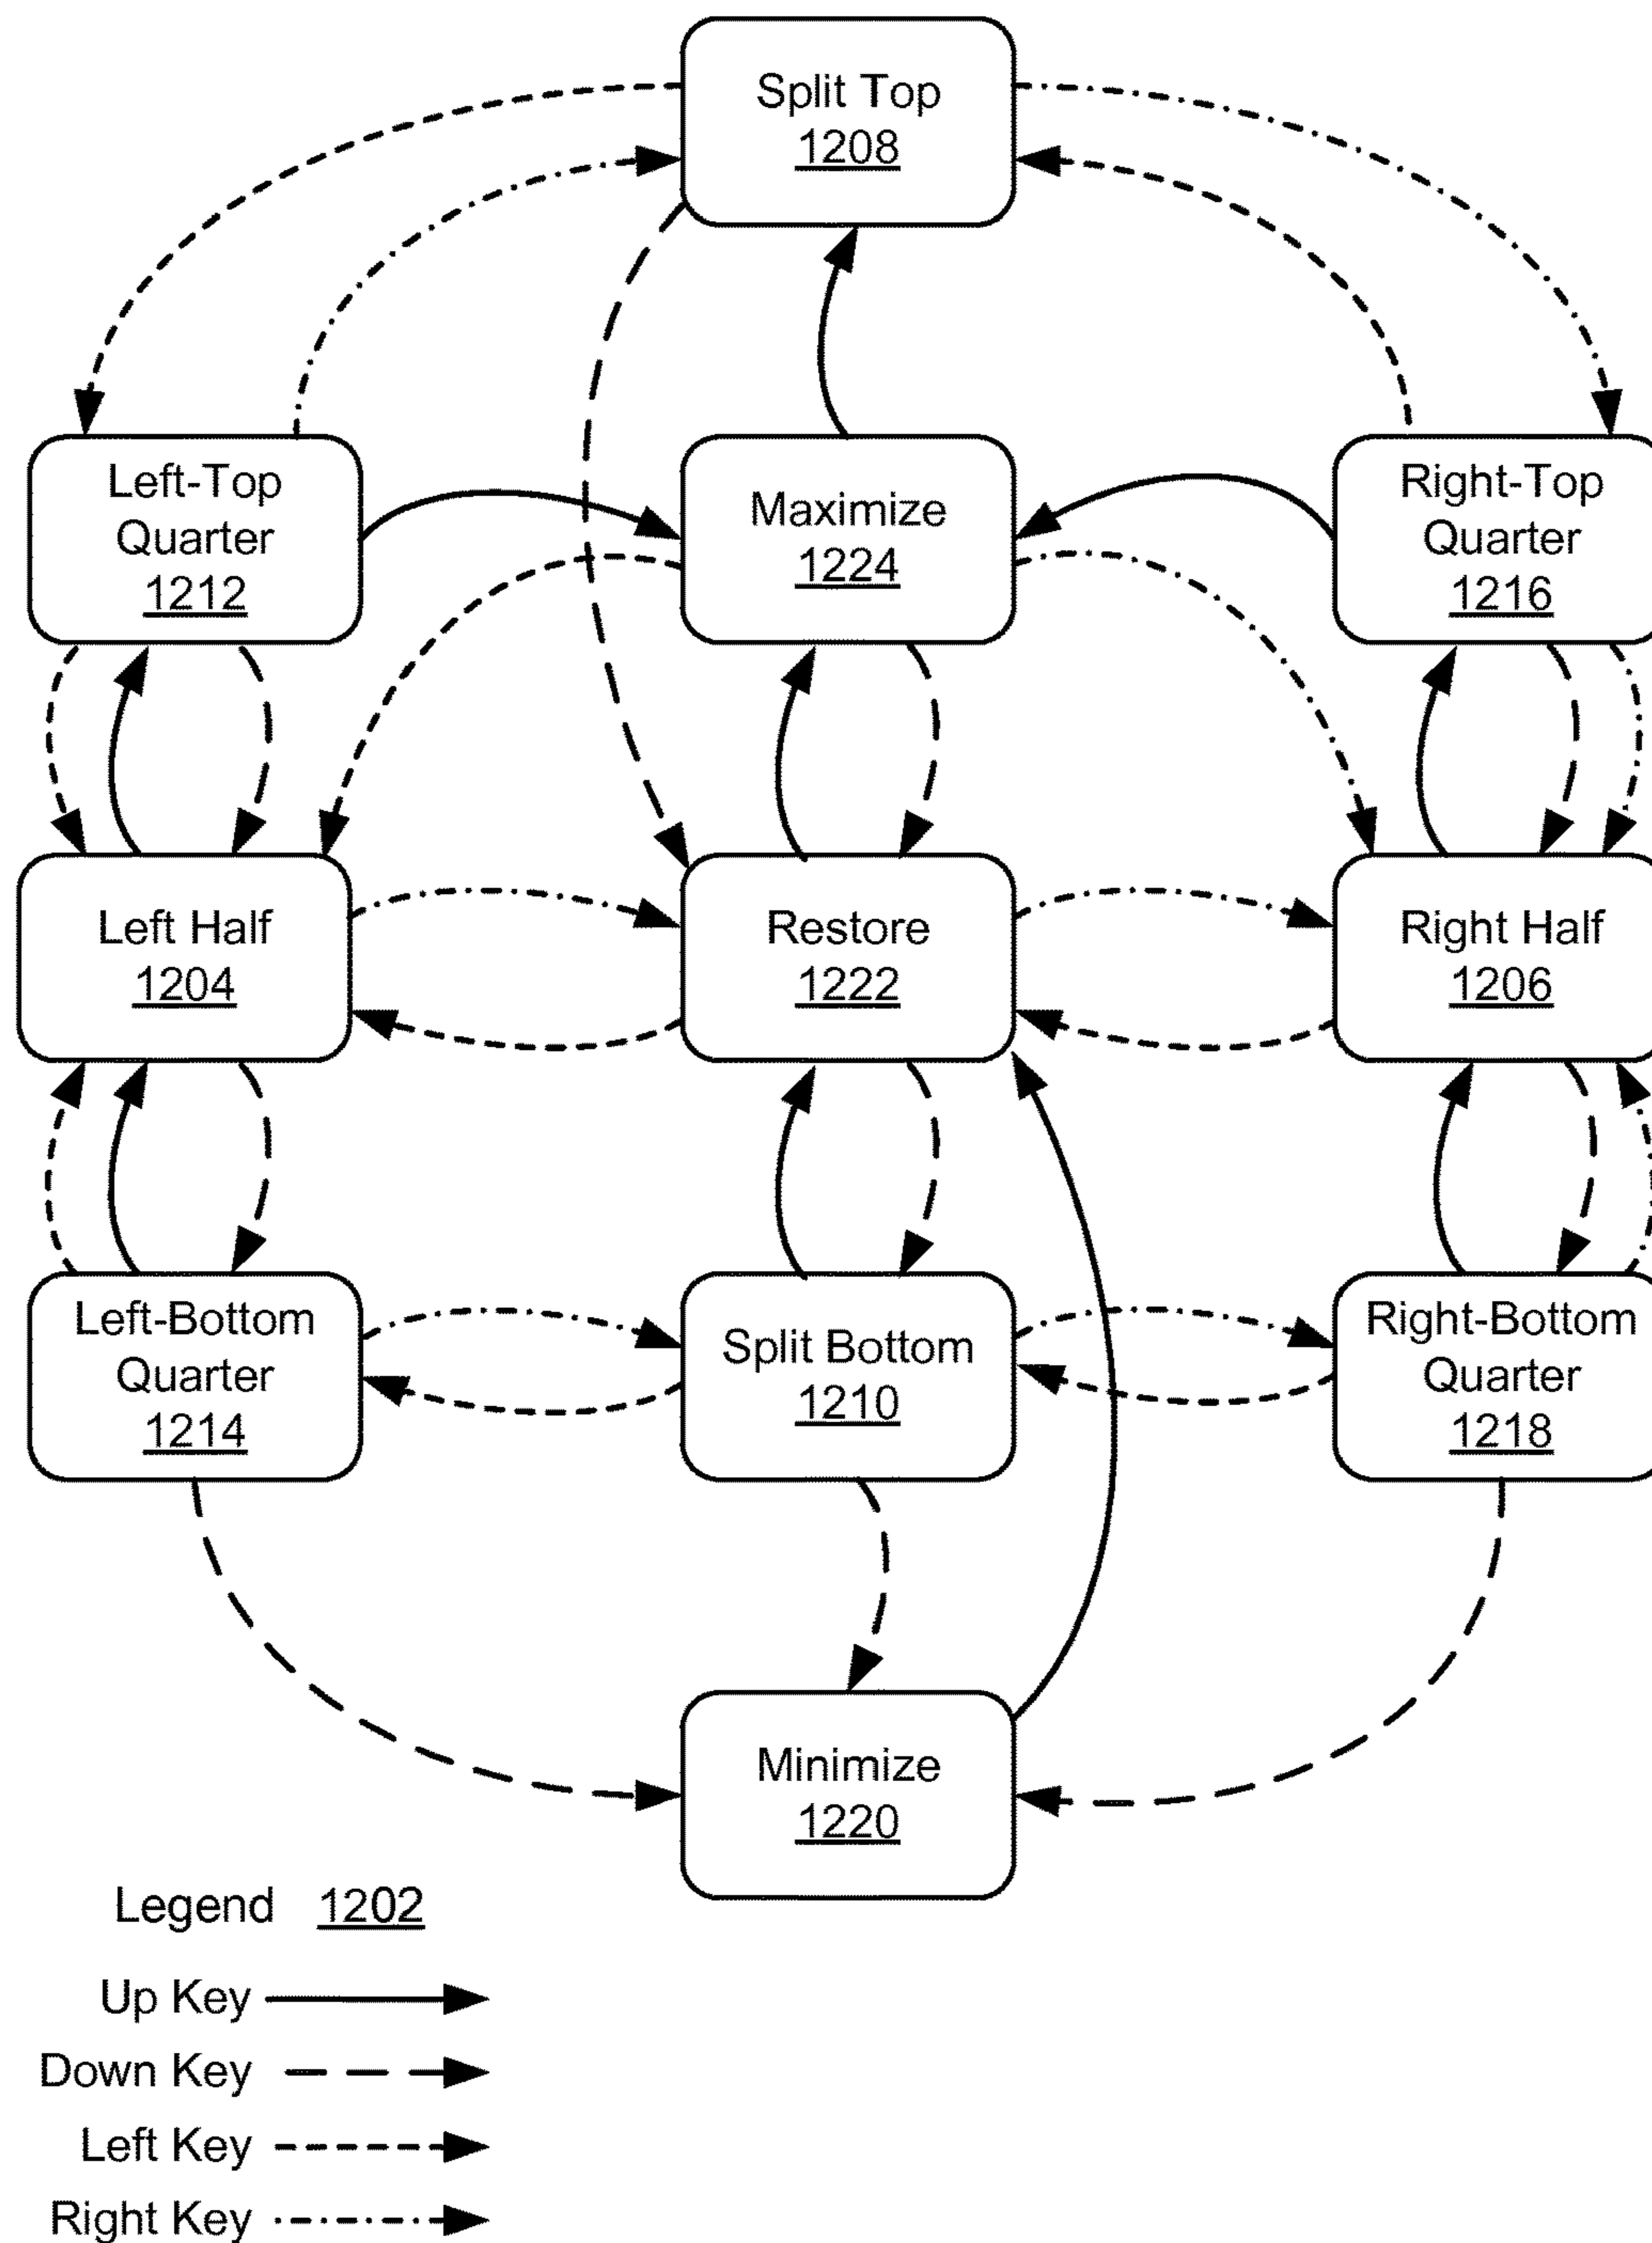 Split Top
1208
Left-Top
Quarter
1212
Maximize
1224
Right-Top
Quarter
1216
Left Half
1204
Restore
1222
Right Half
1206
Left-Bottom
Quarter
1214
Split Bottom
1210
Right-Bottom
Quarter
1218
Minimize
1220
Legend 1202
Up Key
Down Key
Left Key
Right Key